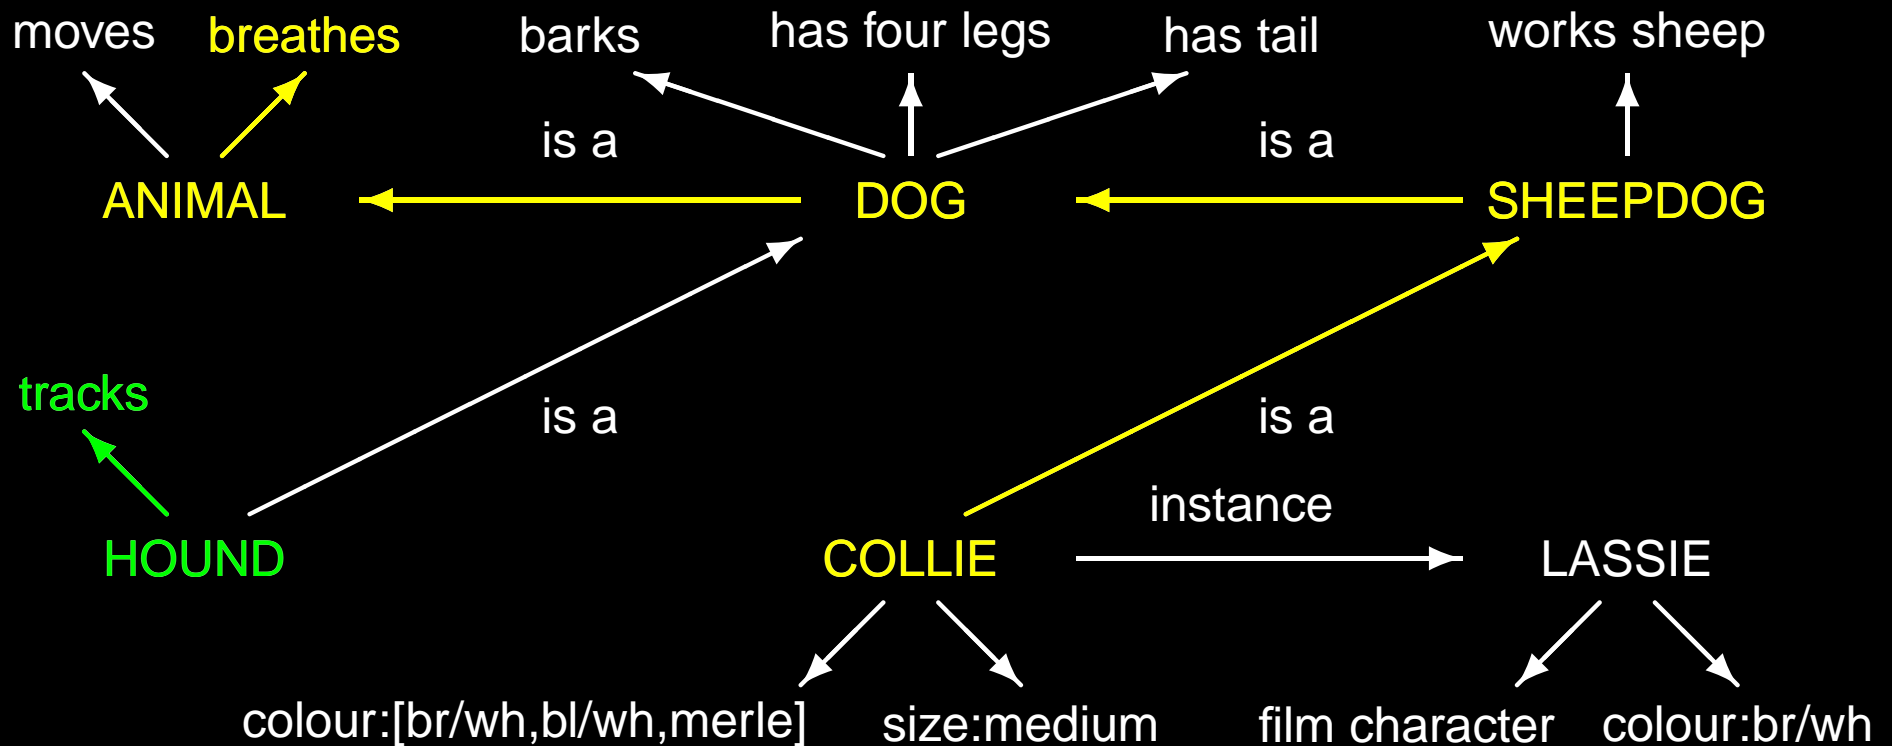 moves breathes barks has four legs has tail works sheep
is a is a
ANIMAL DOG SHEEPDOG
tracks
is a is a
instance
HOUND COLLIE LASSIE
colour:[br/wh,bl/wh,merle] size:medium film character colour:br/wh